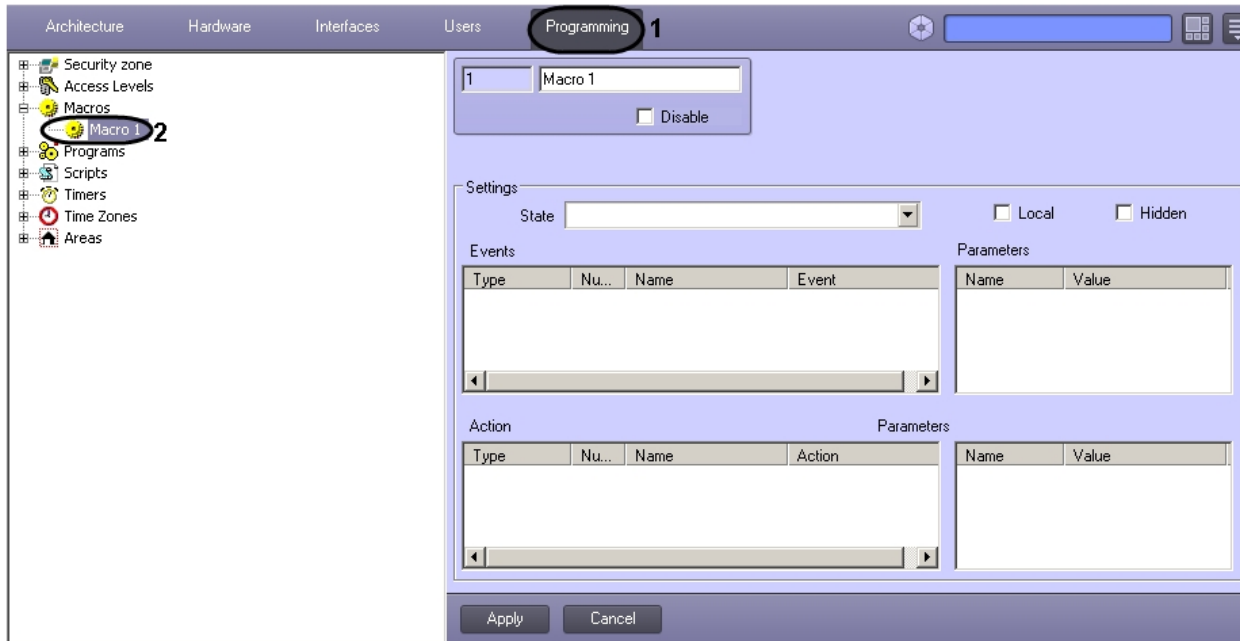 Architecture Hardware Interfaces Users Programming 1
Security zone
Access Levels
Macros
Macro 1 2
Programs
Scripts
Timers
Time Zones
Areas
1 Macro 1
Disable
Settings
State Local Hidden
Events Parameters
Type Nu... Name Event Name Value
Action Parameters
Type Nu... Name Action Name Value
Apply Cancel